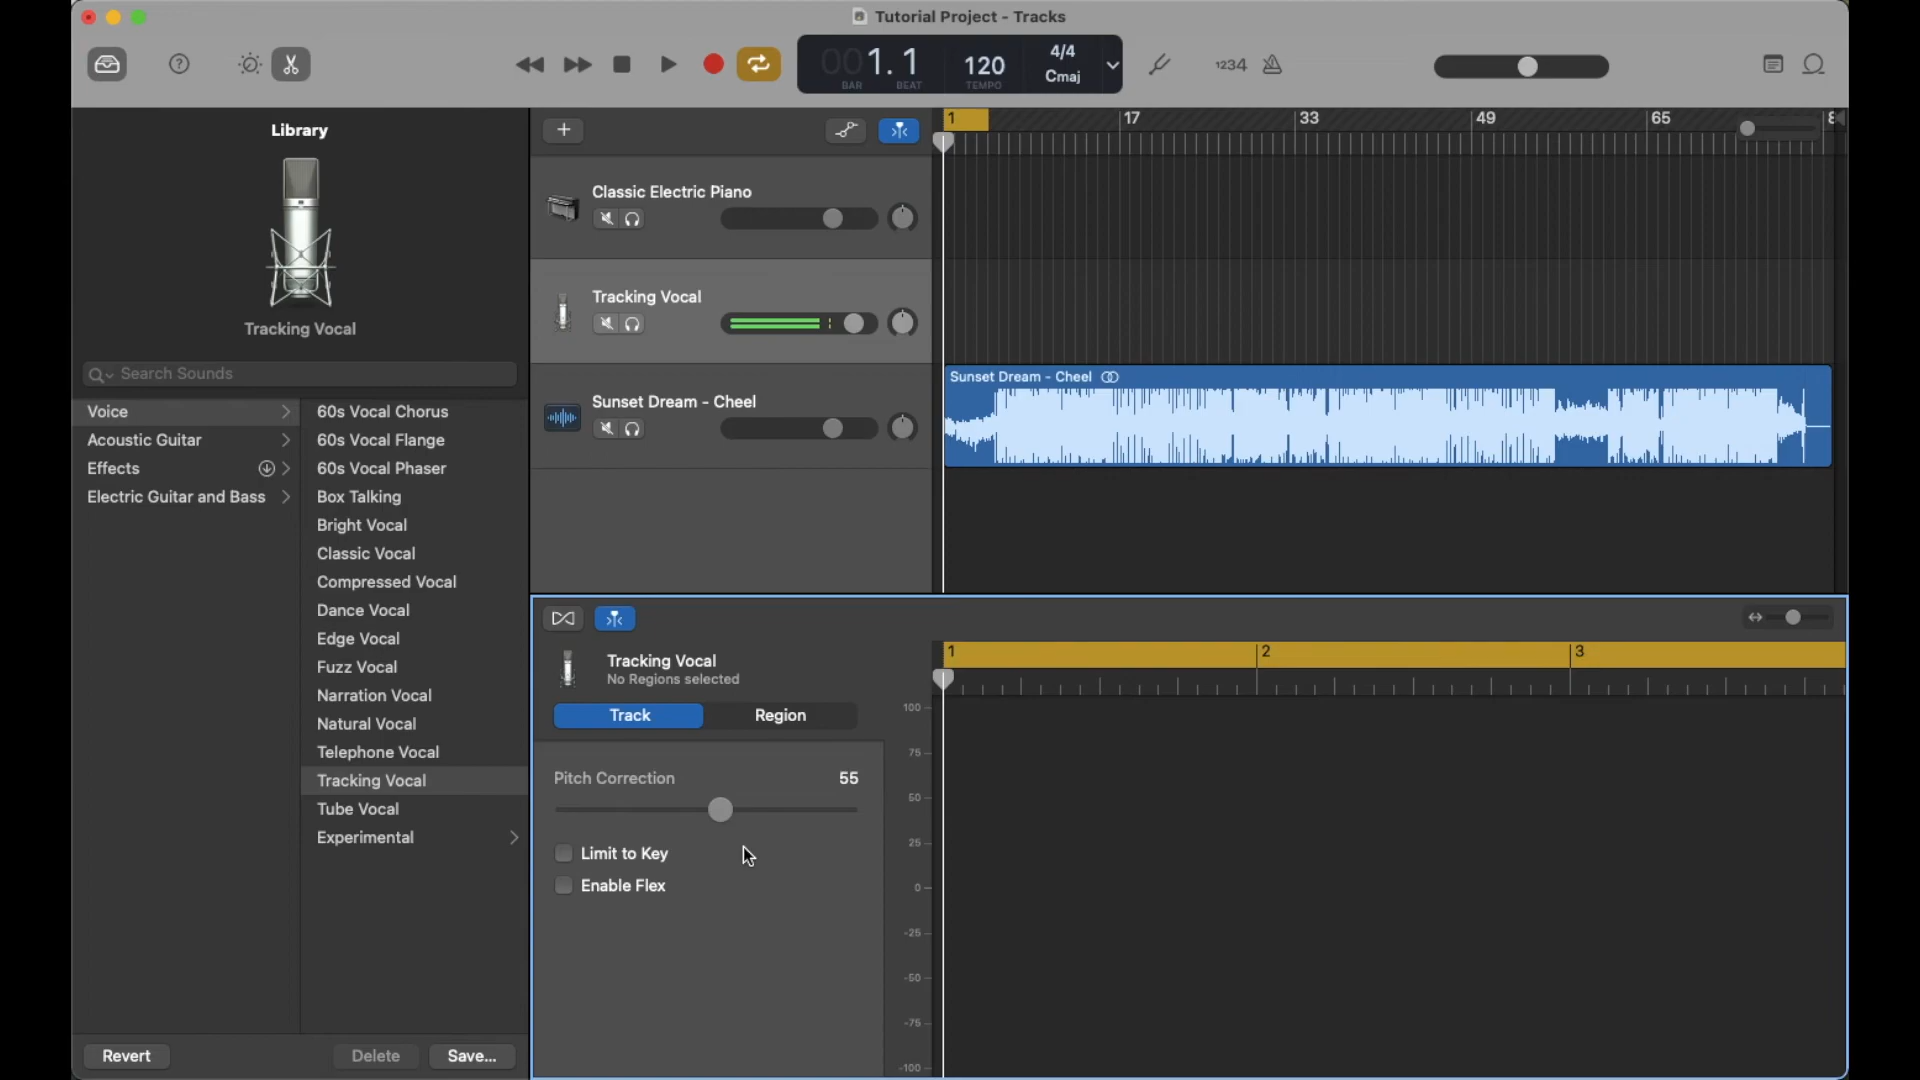 Tutorial Project - Tracks
001.1
BAR
BEAT
120
TEMPO
4/4
Cmaj
1234
Library
Tracking Vocal
Search Sounds
Voice
Acoustic Guitar
Effects
Electric Guitar and Bass
60s Vocal Chorus
60s Vocal Flange
60s Vocal Phaser
Box Talking
Bright Vocal
Classic Vocal
Compressed Vocal
Dance Vocal
Edge Vocal
Fuzz Vocal
Narration Vocal
Natural Vocal
Telephone Vocal
Tracking Vocal
Tube Vocal
Experimental
Revert
Delete
Save...
1
17
33
49
65
Classic Electric Piano
Tracking Vocal
Sunset Dream - Cheel
Sunset Dream - Cheel
Tracking Vocal
No Regions selected
Track
Region
Pitch Correction
55
Limit to Key
Enable Flex
1
2
3
100
75
50
25
0
-25
-50
-75
-100